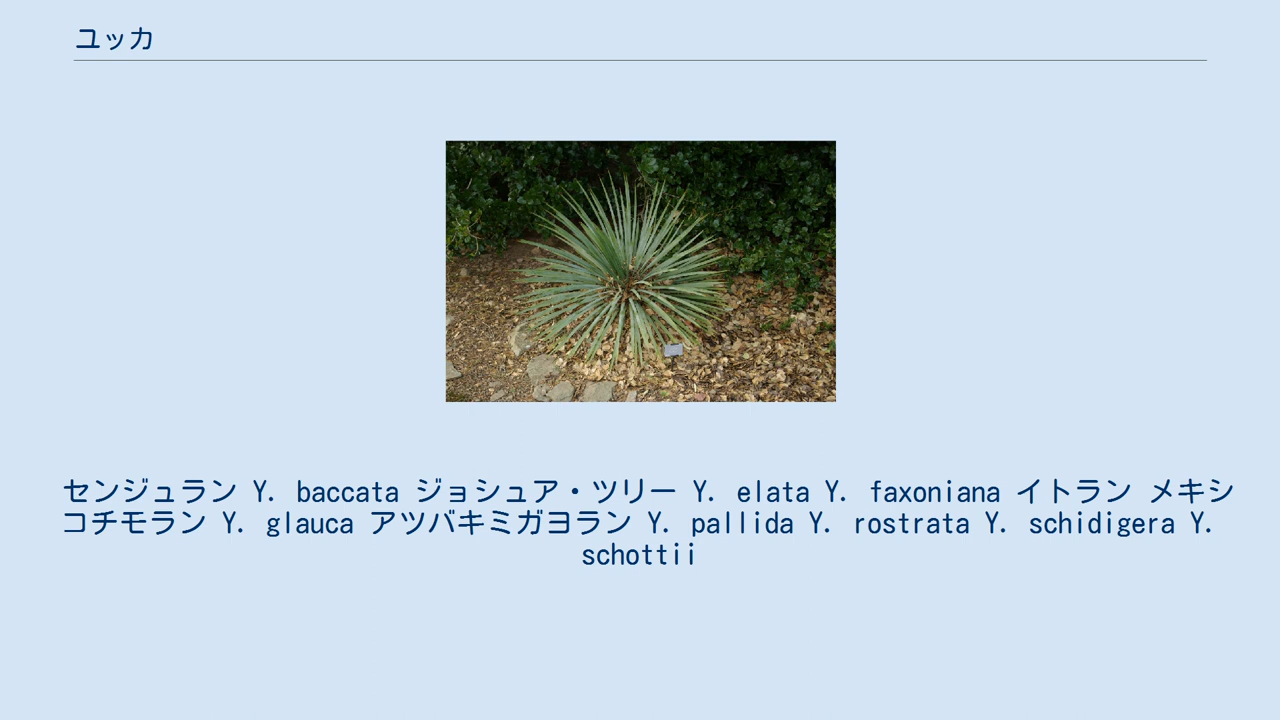 ユッカ
センジュラン Y. baccata ジョシュア・ツリー Y. elata Y. faxoniana イトラン メキシ
コチモラン Y. glauca アツバキミガヨラン Y. pallida Y. rostrata Y. schidigera Y.
schottii